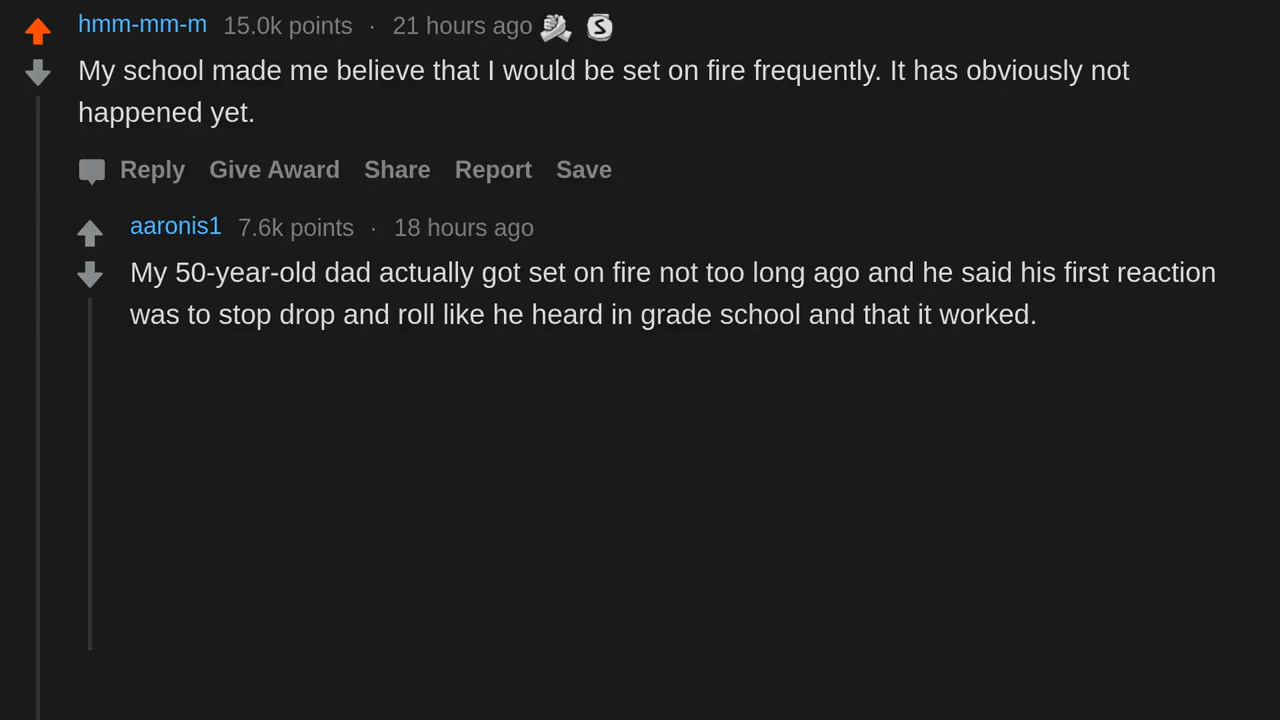 hmm-mm-m 15.0k points · 21 hours ago S
My school made me believe that I would be set on fire frequently. It has obviously not
happened yet.
Reply Give Award Share Report Save
aaronis1 7.6k points · 18 hours ago
My 50-year-old dad actually got set on fire not too long ago and he said his first reaction
was to stop drop and roll like he heard in grade school and that it worked.